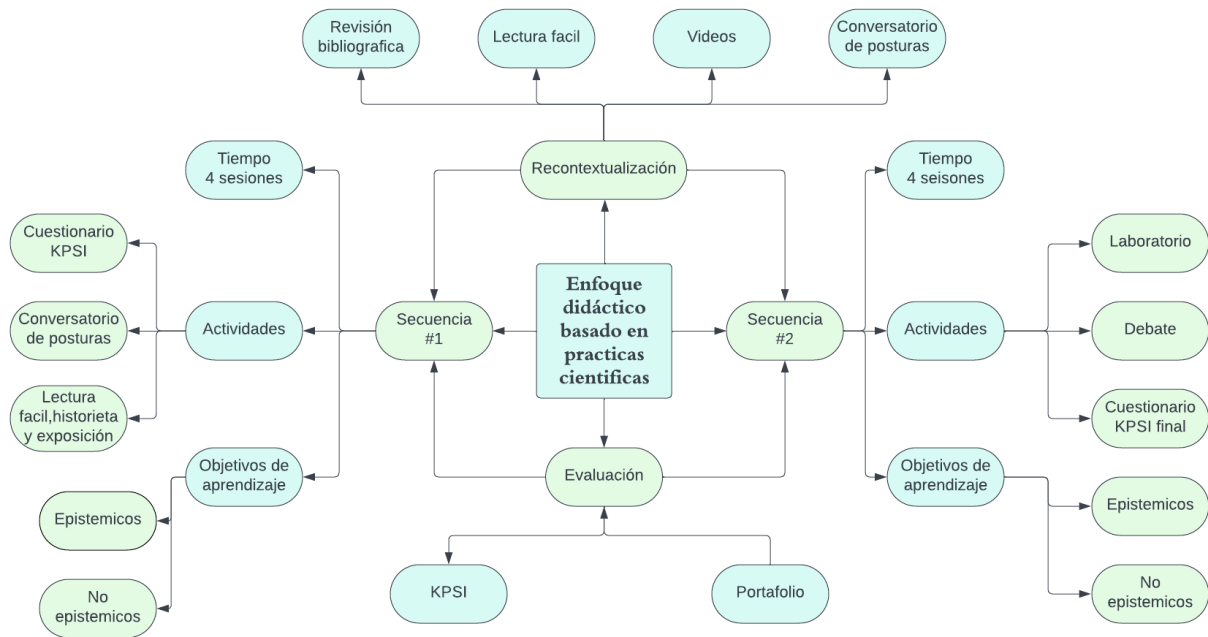 Revisión
bibliografica
Lectura facil
Videos
Conversatorio
de posturas
Tiempo
4 sesiones
Recontextualización
Tiempo
4 seisones
Cuestionario
KPSI
Conversatorio
de posturas
Lectura
facil,historieta
y exposición
Actividades
Secuencia
#1
Enfoque
didáctico
basado en
practicas
cientificas
Secuencia
#2
Actividades
Laboratorio
Debate
Cuestionario
KPSI final
Objetivos de
aprendizaje
Evaluación
Objetivos de
aprendizaje
Epistemicos
No
epistemicos
KPSI
Portafolio
Epistemicos
No
epistemicos